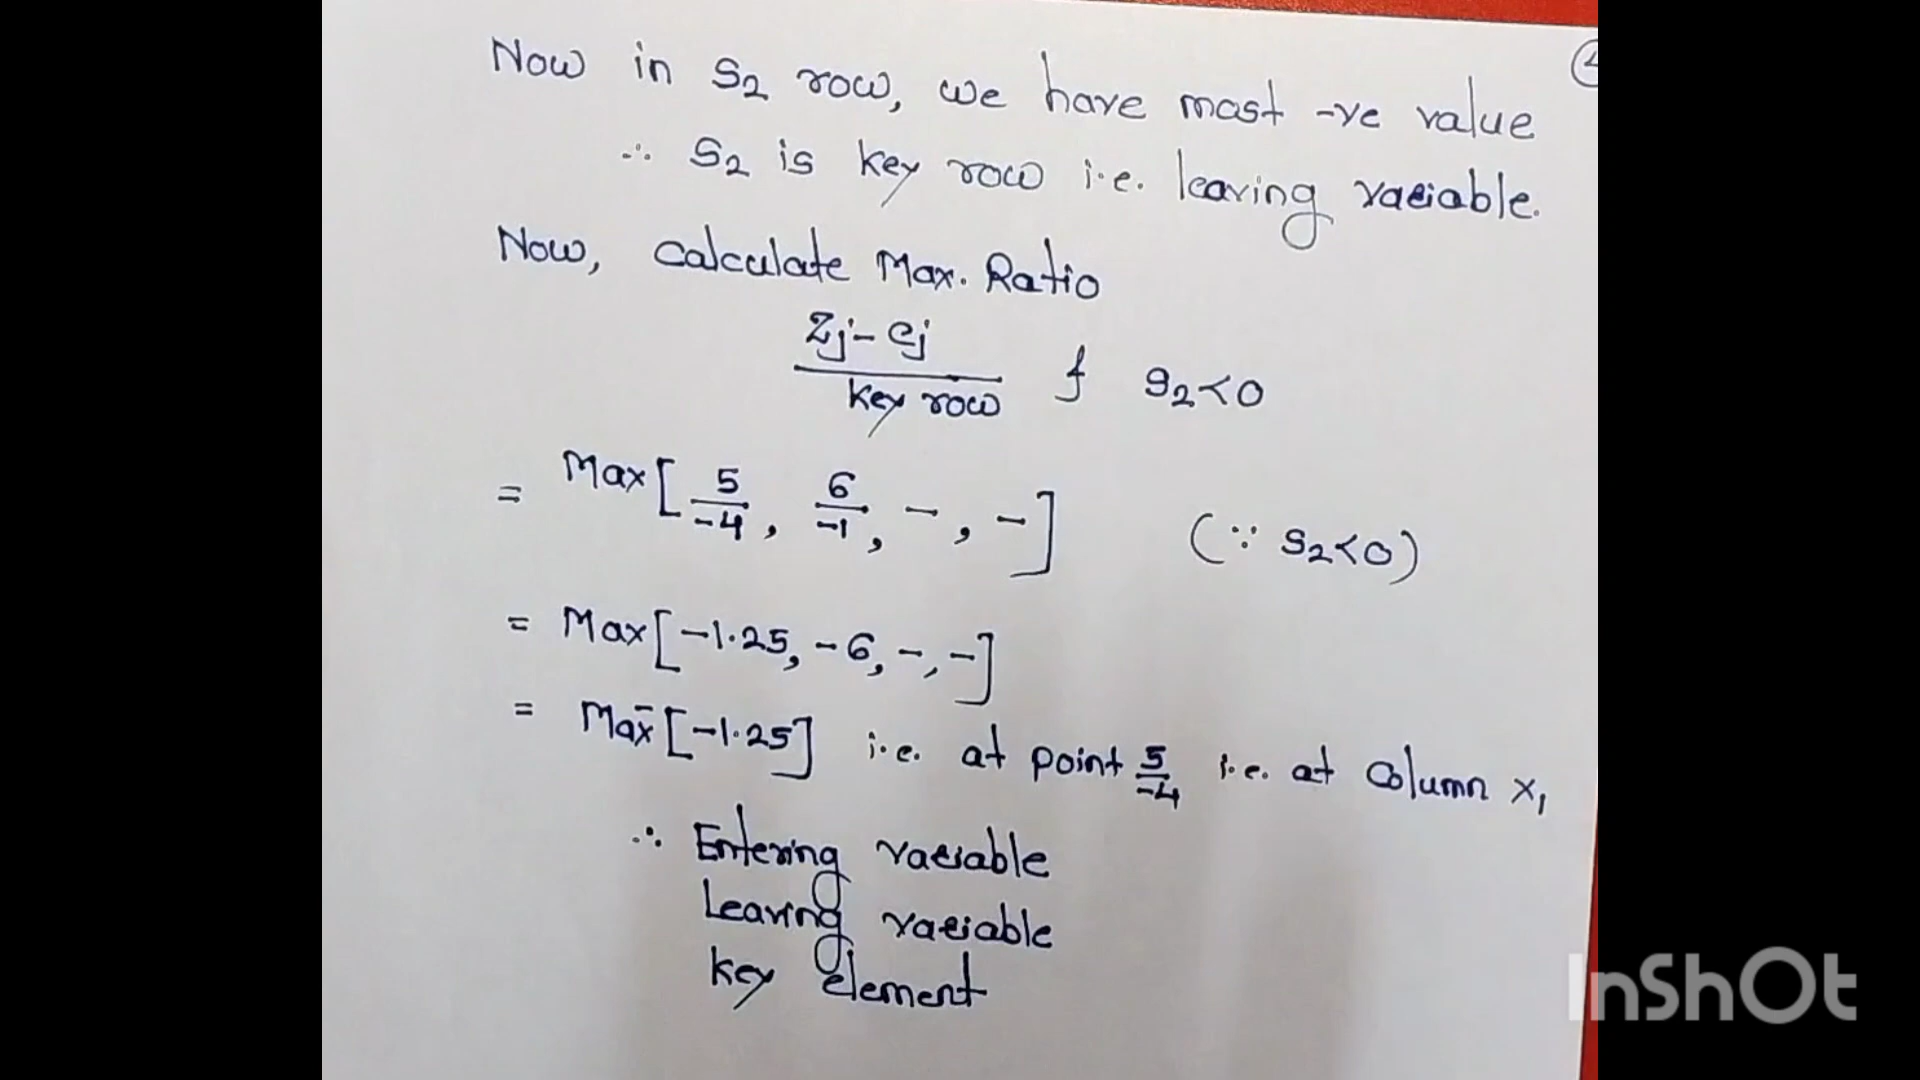 Now in S2 row, we have most -ve value
∴ S2 is key row i.e. leaving variable.
Now, Calculate Max. Ratio
Zj - Cj
key row & S2<0
= Max [5/-4, 6/-1, -, -] (∵ S2<0)
= Max [-1.25, -6, -, -]
= Max [-1.25] i.e. at point 5/-4 i.e. at Column X1
∴ Entering variable
Leaving variable
key element
InShOt